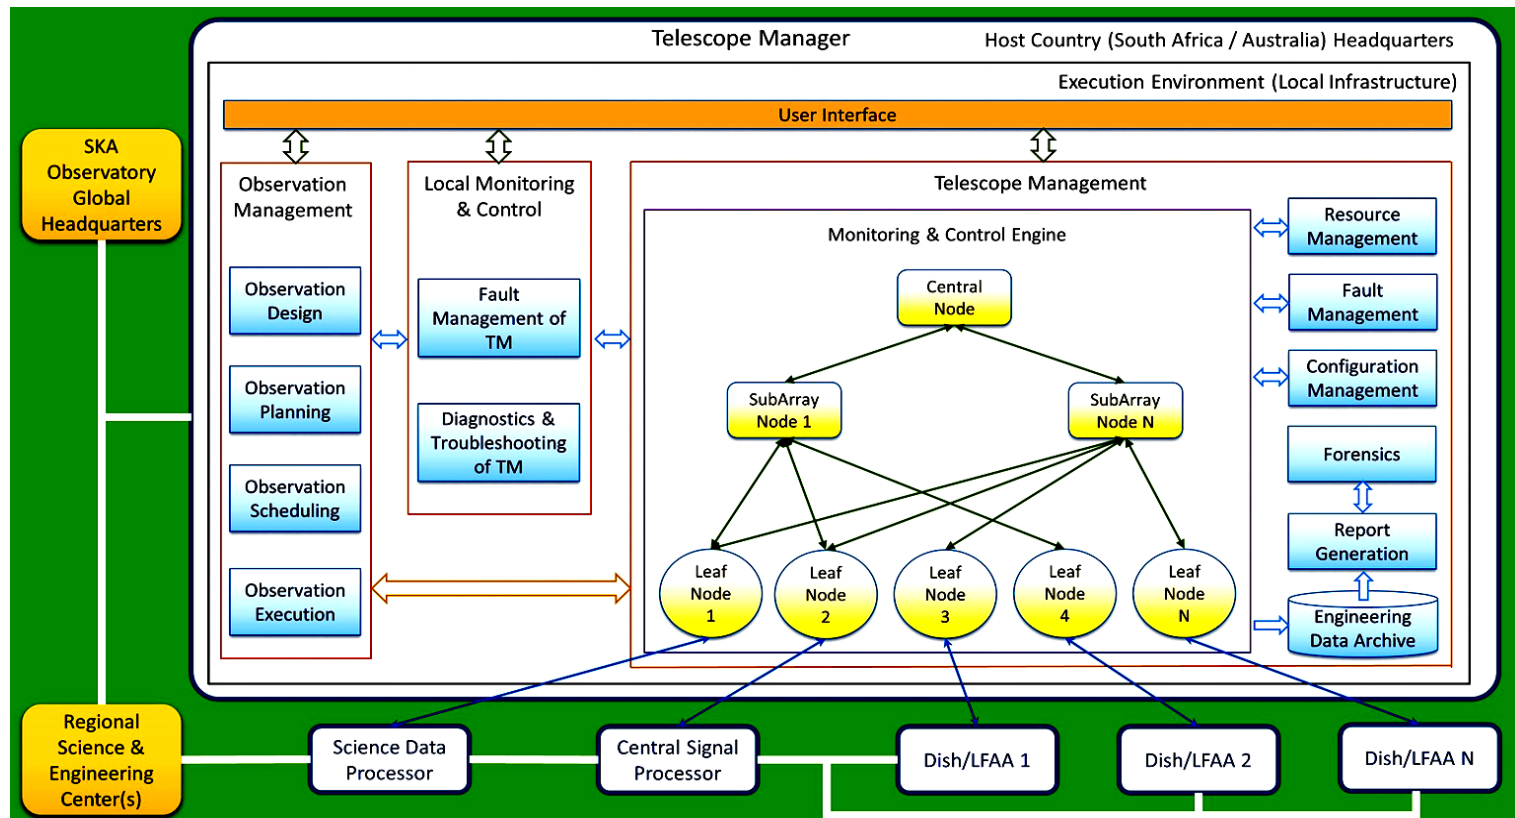 Telescope Manager
Host Country (South Africa / Australia) Headquarters
Execution Environment (Local Infrastructure)
User Interface
SKA
Observatory
Global
Headquarters
Observation
Management
Observation
Design
Observation
Planning
Observation
Scheduling
Observation
Execution
Local Monitoring
& Control
Fault
Management of
TM
Diagnostics &
Troubleshooting
of TM
Telescope Management
Monitoring & Control Engine
Central
Node
SubArray
Node 1
SubArray
Node N
Leaf
Node
1
Leaf
Node
2
Leaf
Node
3
Leaf
Node
4
Leaf
Node
N
Resource
Management
Fault
Management
Configuration
Management
Forensics
Report
Generation
Engineering
Data Archive
Regional
Science &
Engineering
Center(s)
Science Data
Processor
Central Signal
Processor
Dish/LFAA 1
Dish/LFAA 2
Dish/LFAA N